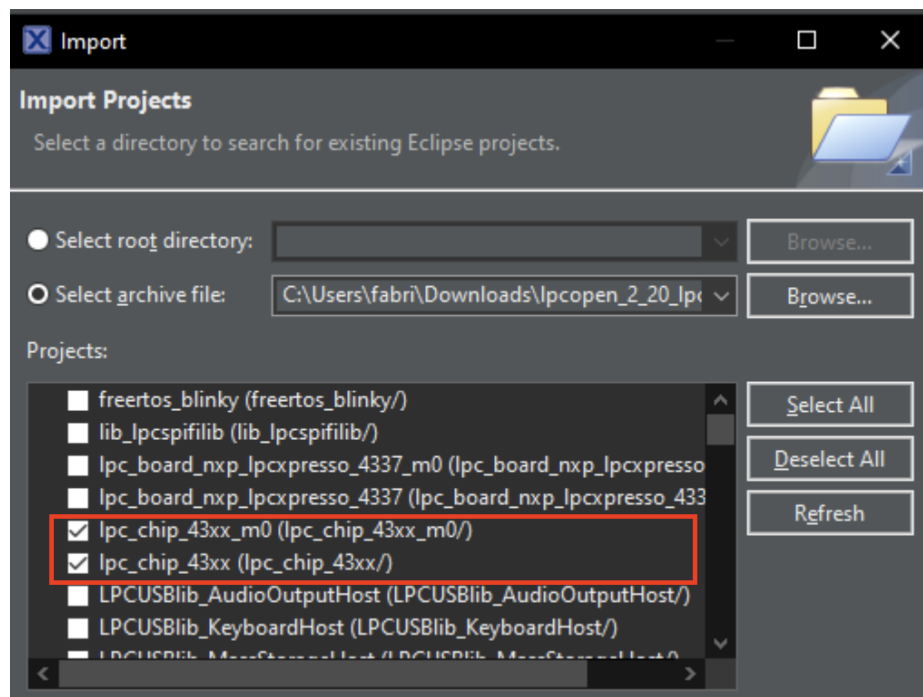 Import
Import Projects
Select a directory to search for existing Eclipse projects.
Select root directory:
Browse...
Select archive file:
C:\Users\fabri\Downloads\lpcopen_2_20_lpc
Browse...
Projects:
freertos_blinky (freertos_blinky/)
lib_lpcspifilib (lib_lpcspifilib/)
lpc_board_nxp_lpcxpresso_4337_m0 (lpc_board_nxp_lpcxpresso
lpc_board_nxp_lpcxpresso_4337 (lpc_board_nxp_lpcxpresso_433
lpc_chip_43xx_m0 (lpc_chip_43xx_m0/)
lpc_chip_43xx (lpc_chip_43xx/)
LPCUSBlib_AudioOutputHost (LPCUSBlib_AudioOutputHost/)
LPCUSBlib_KeyboardHost (LPCUSBlib_KeyboardHost/)
LPCUSBlib_MassStorageHost (LPCUSBlib_MassStorageHost/)
Select All
Deselect All
Refresh